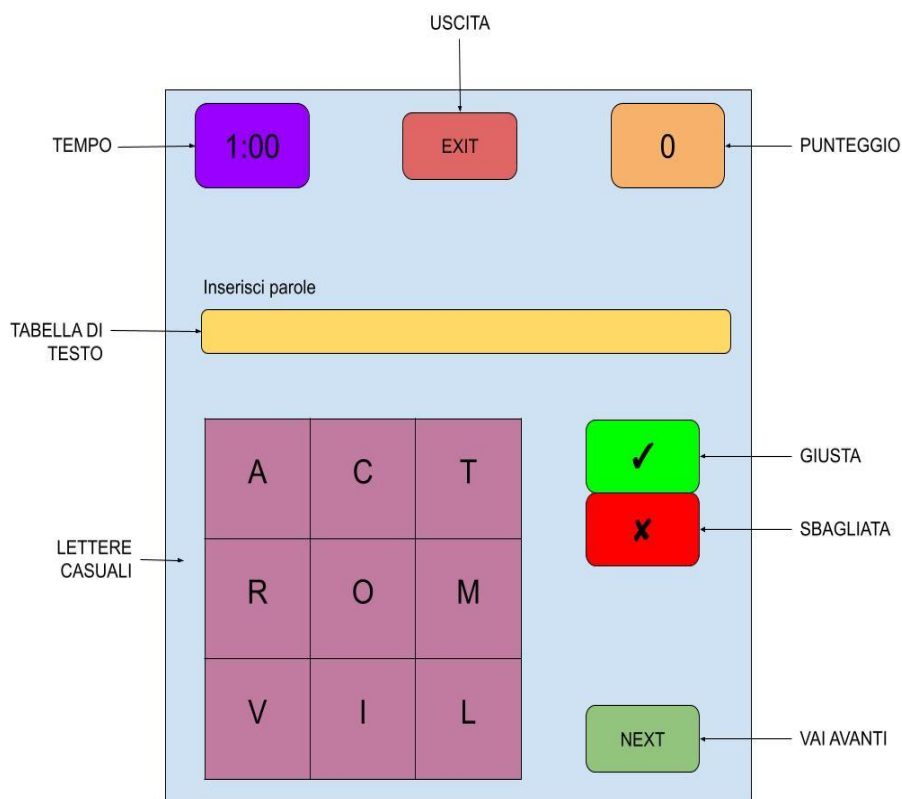 USCITA
TEMPO
1:00
EXIT
0
PUNTEGGIO
Inserisci parole
TABELLA DI
TESTO
A C T
✓
GIUSTA
✘
SBAGLIATA
LETTERE
CASUALI
R O M
V I L
NEXT
VAI AVANTI